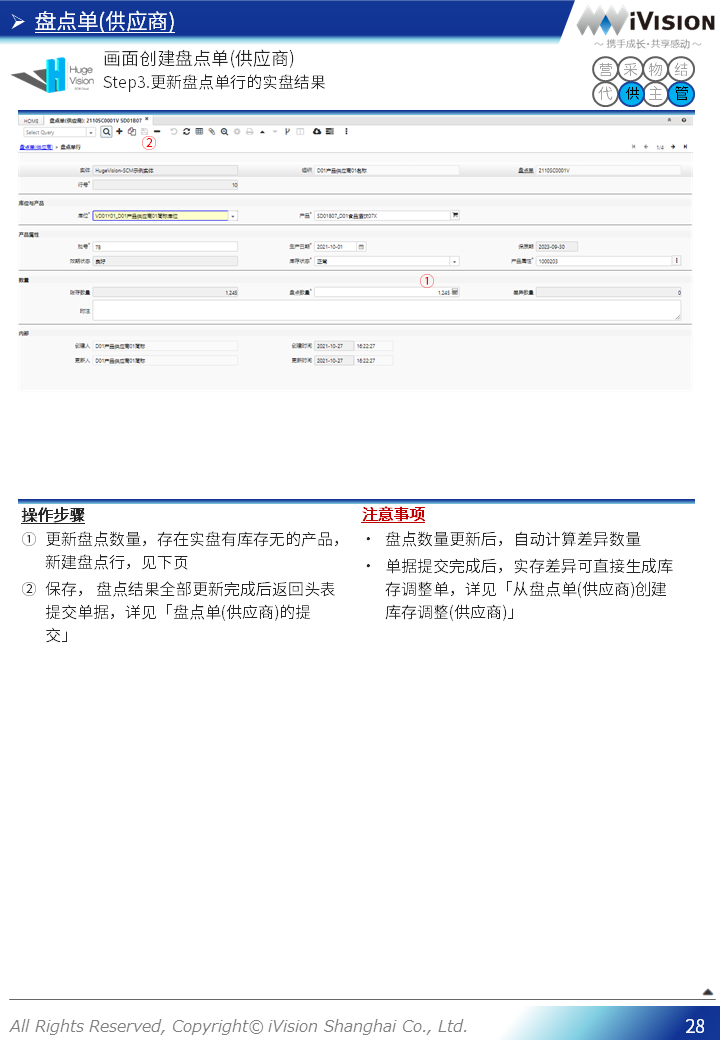 盘点单(供应商)
iVISION
～ 携手成长·共享感动 ～
Huge Vision
画面创建盘点单(供应商)
Step3.更新盘点单行的实盘结果
营 采 物 结
代 供 主 管
HOME 盘点单(供应商): 2110SC0001V SD01B07
Select Query
②
盘点单(供应商) > 盘点单行 1/4
实体 HugeVision-SCM示例实体 组织 D01产品供应商01名称 盘点单 2110SC0001V
行号* 10
库位与产品
库位* VD01Y01_D01产品供应商01简称库位 产品* SD01B07_D01食品酒饮07X
产品属性
批号* 7B 生产日期* 2021-10-01 保质期 2023-09-30
效期状态 良好 库存状态* 正常 产品属性* 1000203
数量 ①
账存数量 1,245 盘点数量* 1,245 差异数量 0
附注
内部
创建人 D01产品供应商01简称 创建时间 2021-10-27 16:22:27
更新人 D01产品供应商01简称 更新时间 2021-10-27 16:22:27
操作步骤
① 更新盘点数量，存在实盘有库存无的产品，
新建盘点行，见下页
② 保存， 盘点结果全部更新完成后返回头表
提交单据，详见「盘点单(供应商)的提
交」
注意事项
· 盘点数量更新后，自动计算差异数量
· 单据提交完成后，实存差异可直接生成库
存调整单，详见「从盘点单(供应商)创建
库存调整(供应商)」
All Rights Reserved, Copyright© iVision Shanghai Co., Ltd.
28